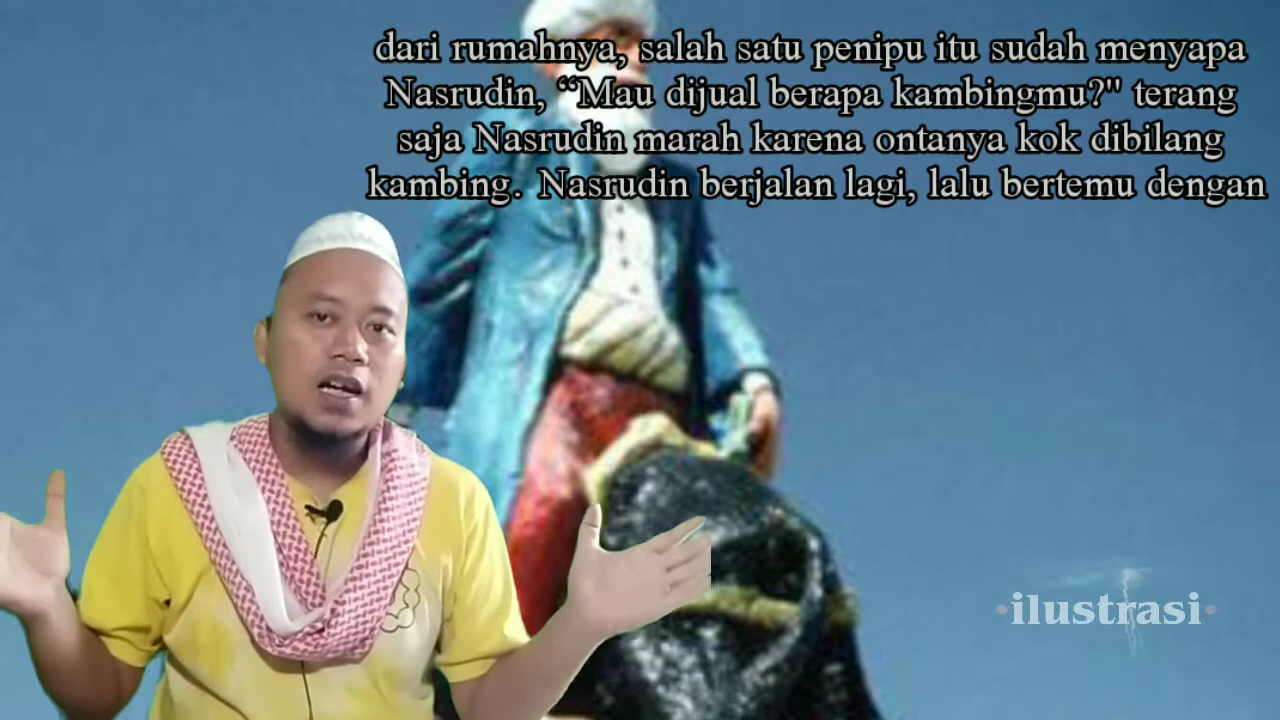 dari rumahnya, salah satu penipu itu sudah menyapa
Nasrudin, “Mau dijual berapa kambingmu?" terang
saja Nasrudin marah karena ontanya kok dibilang
kambing. Nasrudin berjalan lagi, lalu bertemu dengan
•ilustrasi•